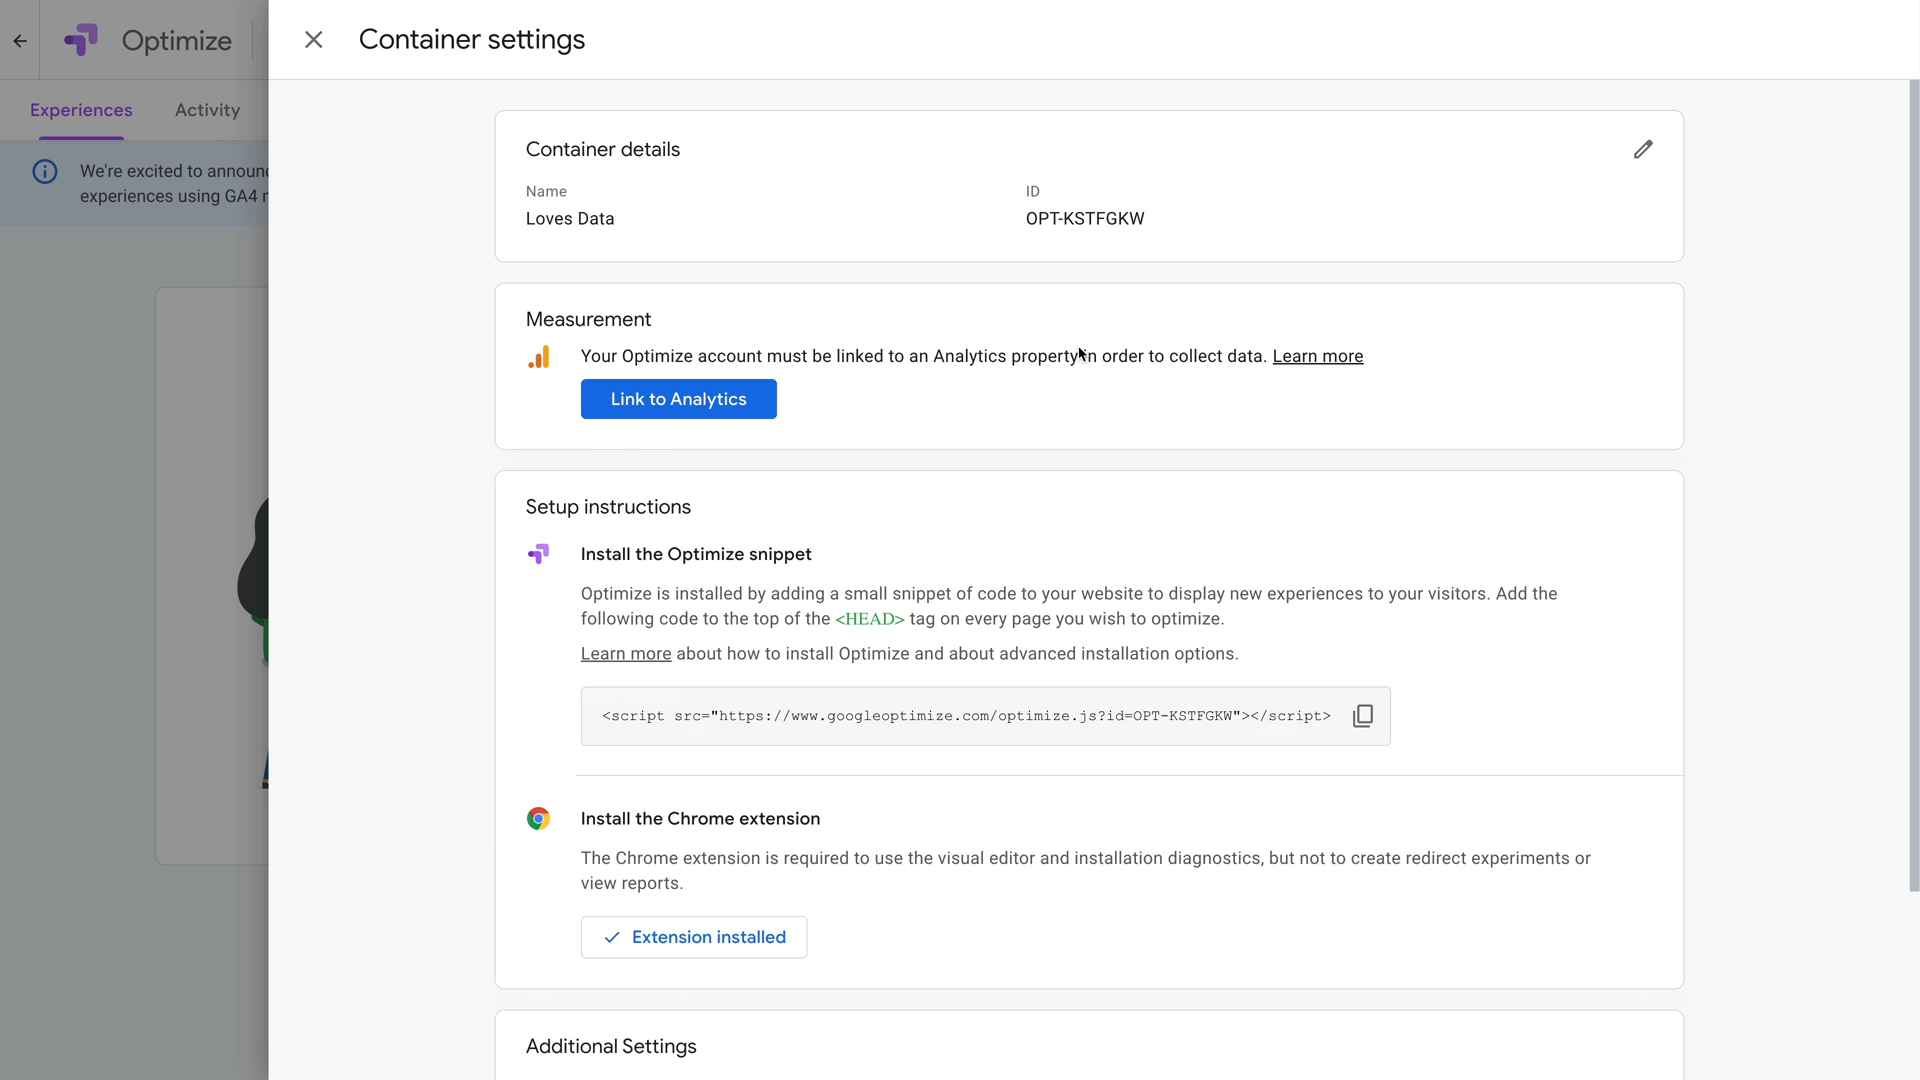 Optimize
Container settings
Experiences
Activity
We're excited to announ
experiences using GA4
Container details
Name
ID
Loves Data
OPT-KSTFGKW
Measurement
Your Optimize account must be linked to an Analytics property in order to collect data. Learn more
Link to Analytics
Setup instructions
Install the Optimize snippet
Optimize is installed by adding a small snippet of code to your website to display new experiences to your visitors. Add the
following code to the top of the <HEAD> tag on every page you wish to optimize.
Learn more about how to install Optimize and about advanced installation options.
<script src="https://www.googleoptimize.com/optimize.js?id=OPT-KSTFGKW"></script>
Install the Chrome extension
The Chrome extension is required to use the visual editor and installation diagnostics, but not to create redirect experiments or
view reports.
Extension installed
Additional Settings